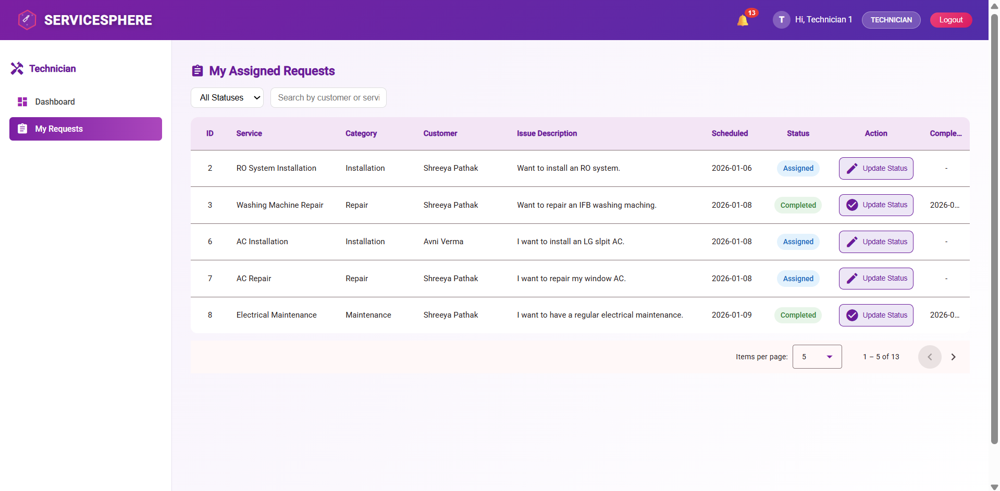 SERVICESPHERE
13
T Hi, Technician 1 TECHNICIAN Logout
Technician
Dashboard
My Requests
My Assigned Requests
All Statuses Search by customer or servi
ID Service Category Customer Issue Description Scheduled Status Action Comple...
2 RO System Installation Installation Shreeya Pathak Want to install an RO system. 2026-01-06 Assigned Update Status -
3 Washing Machine Repair Repair Shreeya Pathak Want to repair an IFB washing maching. 2026-01-08 Completed Update Status 2026-0...
6 AC Installation Installation Avni Verma I want to install an LG slpit AC. 2026-01-08 Assigned Update Status -
7 AC Repair Repair Shreeya Pathak I want to repair my window AC. 2026-01-08 Assigned Update Status -
8 Electrical Maintenance Maintenance Shreeya Pathak I want to have a regular electrical maintenance. 2026-01-09 Completed Update Status 2026-0...
Items per page: 5 1 – 5 of 13